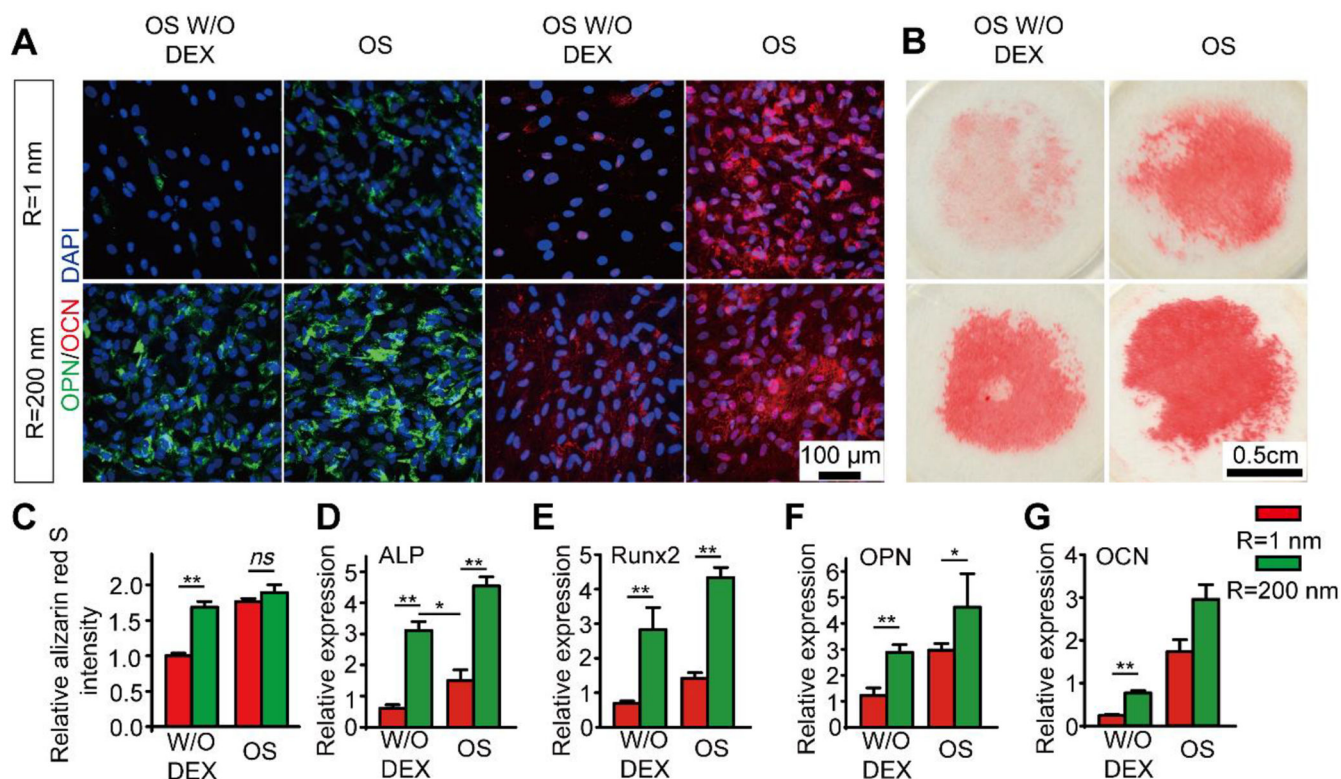 A
OS W/O
DEX
OS
OS W/O
DEX
OS
B
OS W/O
DEX
OS
R=1 nm
R=200 nm
OPN/OCN DAPI
100 µm
0.5cm
C
Relative alizarin red S
intensity
2.0
1.5
1.0
0.5
0.0
**
ns
W/O
DEX
OS
D
ALP
Relative expression
5
4
3
2
1
0
**
*
**
W/O
DEX
OS
E
Runx2
Relative expression
5
4
3
2
1
0
**
**
W/O
DEX
OS
F
OPN
Relative expression
7
6
5
4
3
2
1
0
**
*
W/O
DEX
OS
G
OCN
Relative expression
4
3
2
1
0
**
W/O
DEX
OS
R=1 nm
R=200 nm